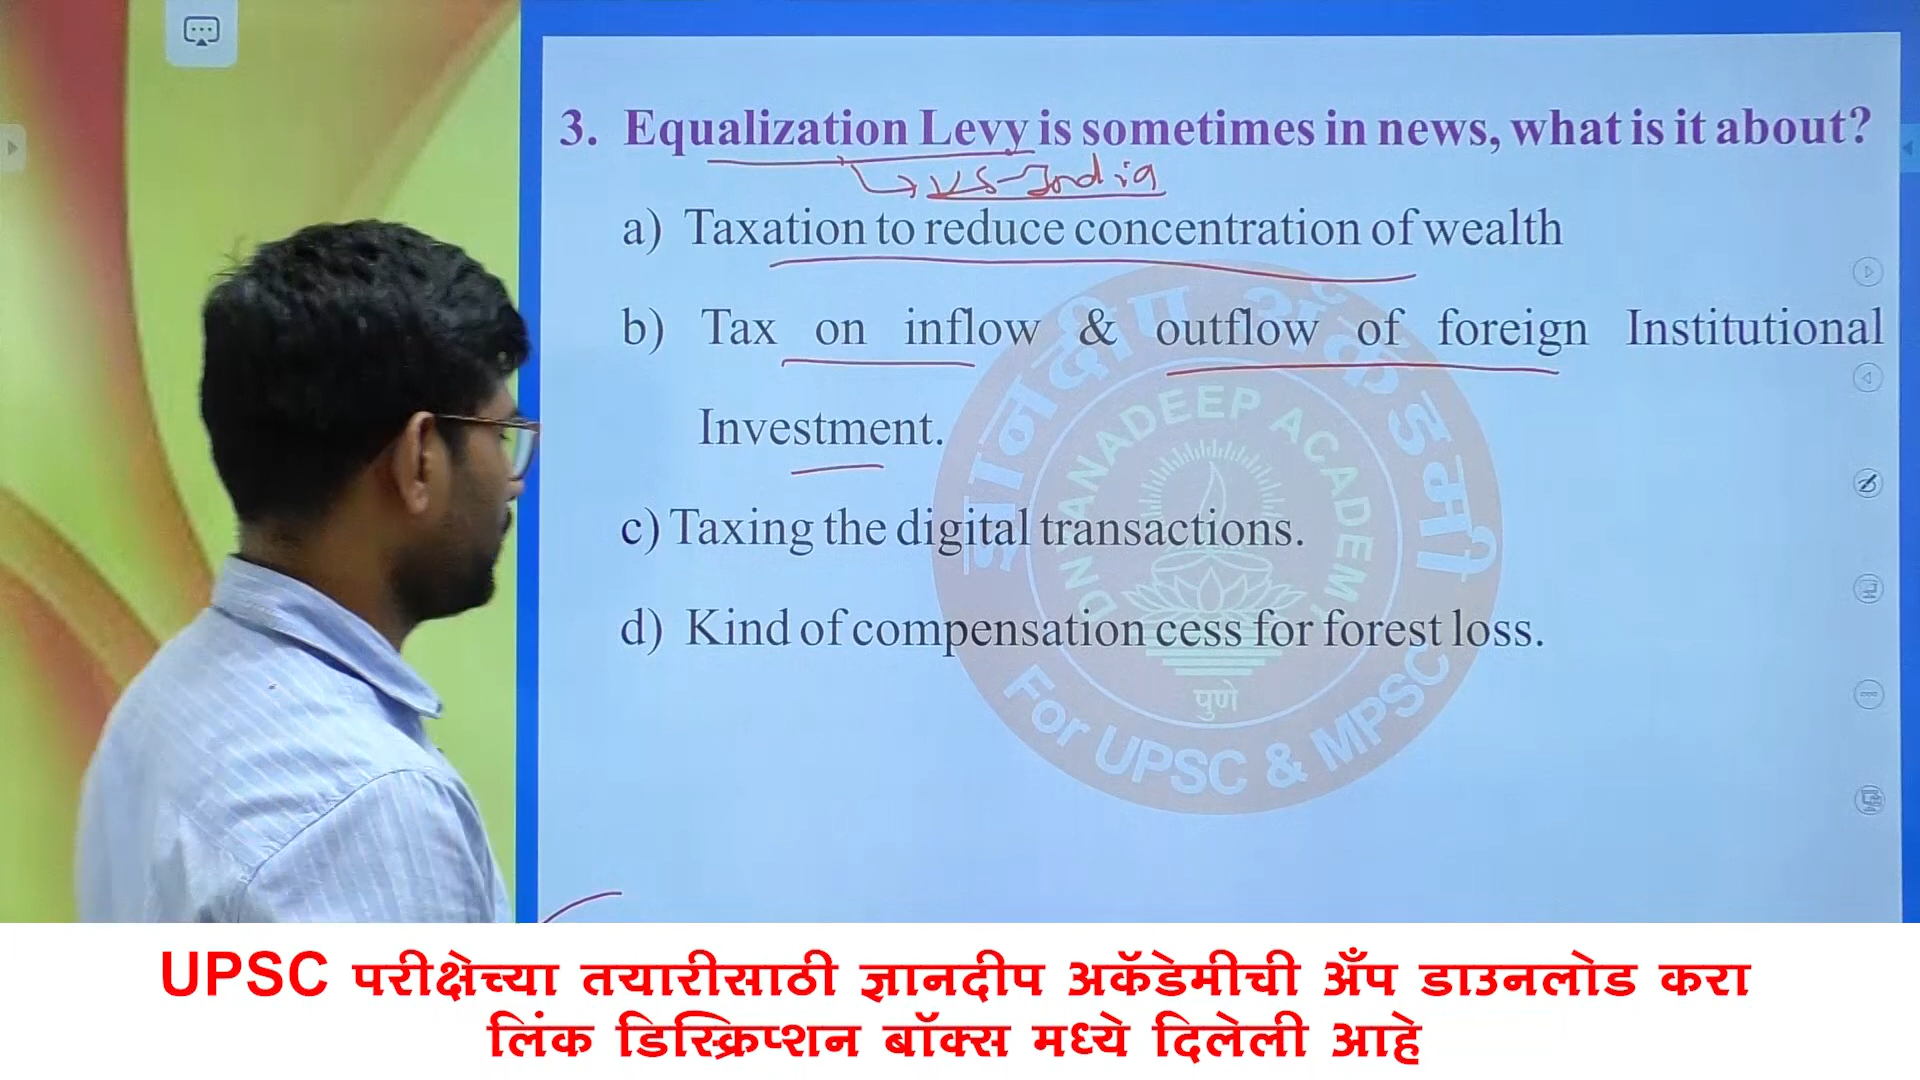 3. Equalization Levy is sometimes in news, what is it about?
US-India
a) Taxation to reduce concentration of wealth
b) Tax on inflow & outflow of foreign Institutional
Investment.
c) Taxing the digital transactions.
d) Kind of compensation cess for forest loss.
ज्ञानदीप अॅकॅडमी
DNYANADEEP ACADEMY
पुणे
For UPSC & MPSC
UPSC परीक्षेच्या तयारीसाठी ज्ञानदीप अकॅडेमीची अँप डाउनलोड करा
लिंक डिस्क्रिप्शन बॉक्स मध्ये दिलेली आहे